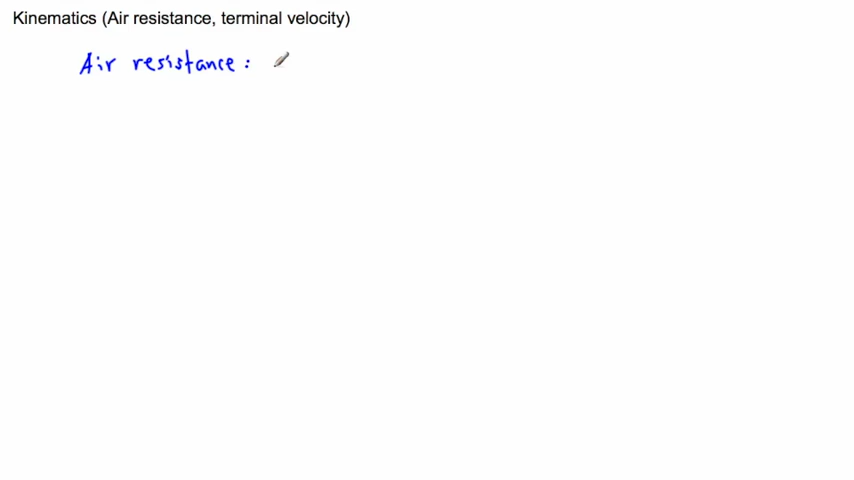 Kinematics (Air resistance, terminal velocity)
Air resistance: